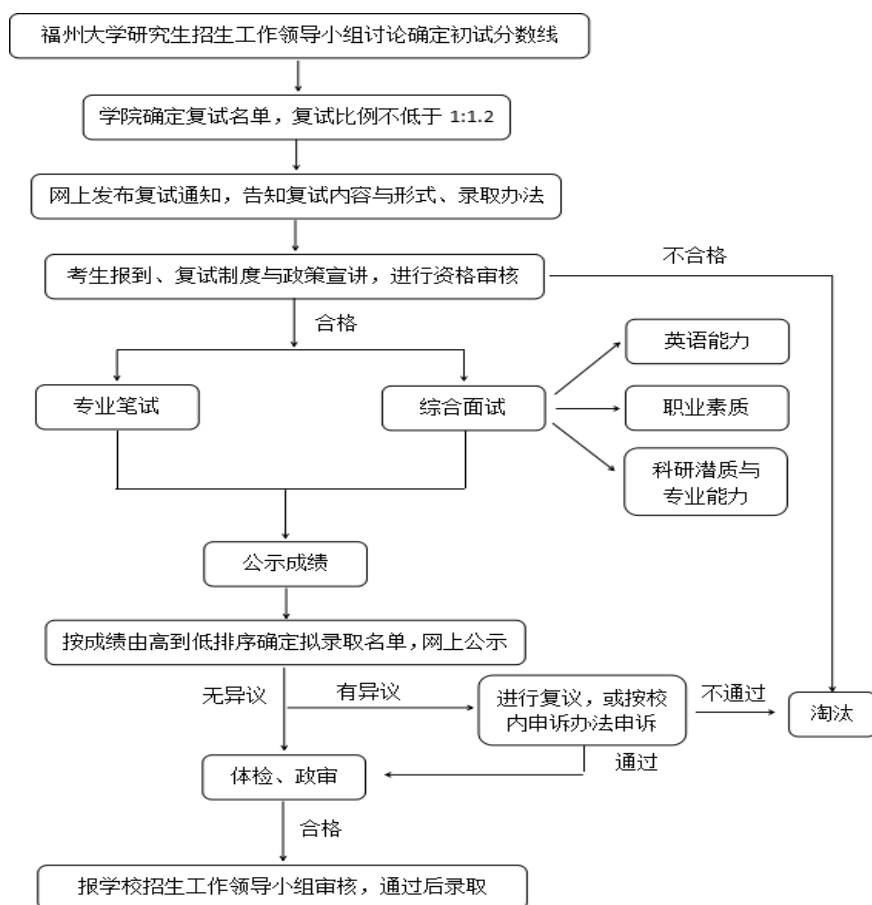 福州大学研究生招生工作领导小组讨论确定初试分数线
学院确定复试名单，复试比例不低于 1:1.2
网上发布复试通知，告知复试内容与形式、录取办法
考生报到、复试制度与政策宣讲，进行资格审核
不合格
合格
英语能力
专业笔试
综合面试
职业素质
科研潜质与
专业能力
公示成绩
按成绩由高到低排序确定拟录取名单，网上公示
无异议
有异议
进行复议，或按校
内申诉办法申诉
不通过
淘汰
通过
体检、政审
合格
报学校招生工作领导小组审核，通过后录取